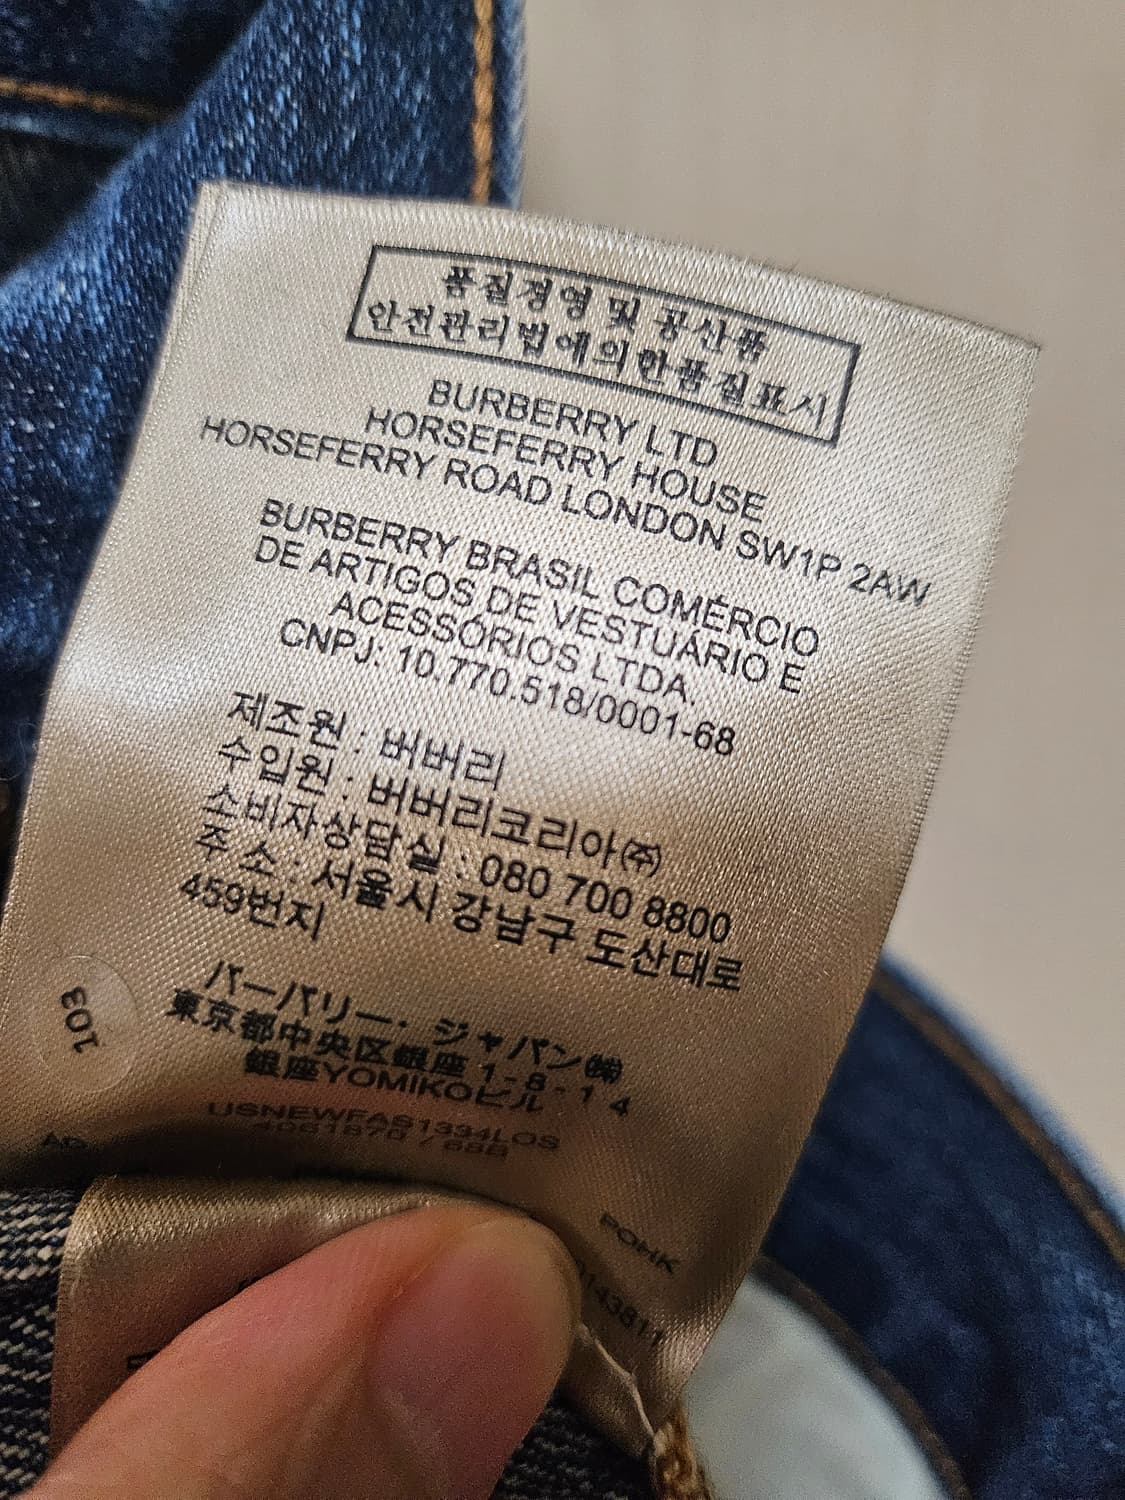 품질경영 및 공산품
안전관리법에의한품질표시
BURBERRY LTD
HORSEFERRY HOUSE
HORSEFERRY ROAD LONDON SW1P 2AW
BURBERRY BRASIL COMÉRCIO
DE ARTIGOS DE VESTUÁRIO E
ACESSÓRIOS LTDA.
CNPJ: 10.770.518/0001-68
제조원 : 버버리
수입원 : 버버리코리아㈜
소비자상담실 : 080 700 8800
주 소 : 서울시 강남구 도산대로
459번지
バーバリー・ジャパン㈱
東京都中央区銀座 1-8-14
銀座YOMIKOビル
USNEWFAS1334LOS
4061870 / 68B
103
POHK